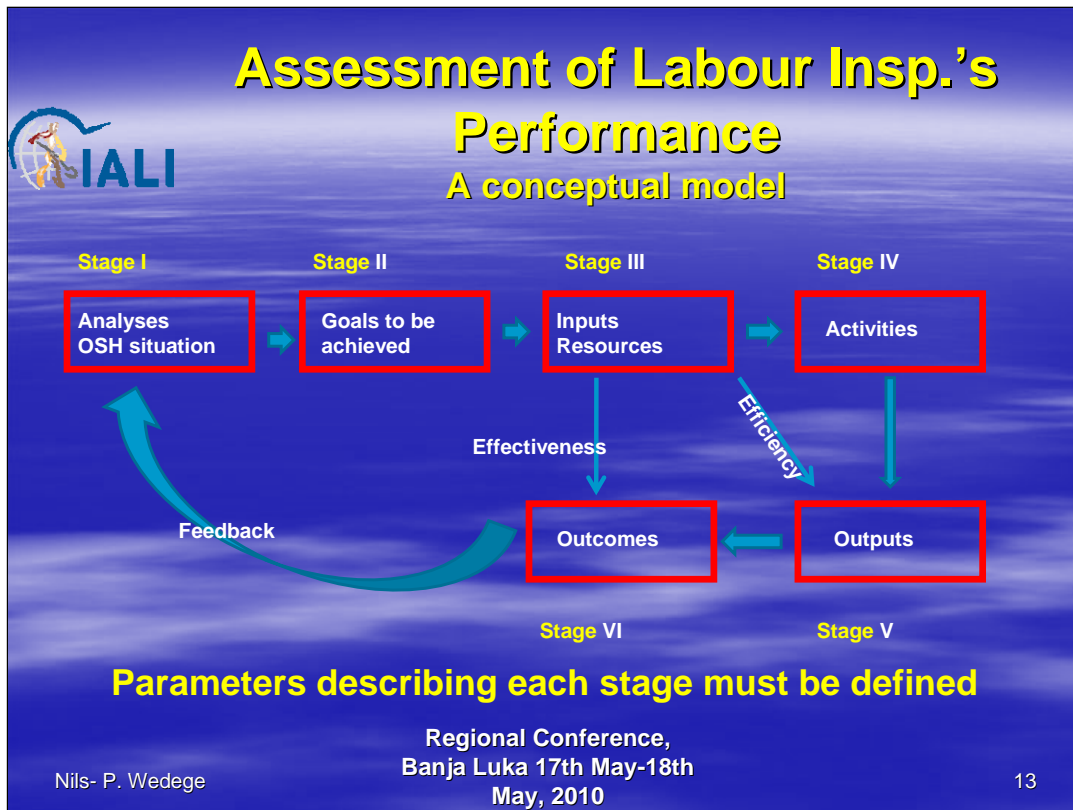 Assessment of Labour Insp.’s
Performance
A conceptual model
IALI
Stage I
Stage II
Stage III
Stage IV
Analyses
OSH situation
Goals to be
achieved
Inputs
Resources
Activities
Effectiveness
Efficiency
Feedback
Outcomes
Outputs
Stage VI
Stage V
Parameters describing each stage must be defined
Nils- P. Wedege
Regional Conference,
Banja Luka 17th May-18th
May, 2010
13